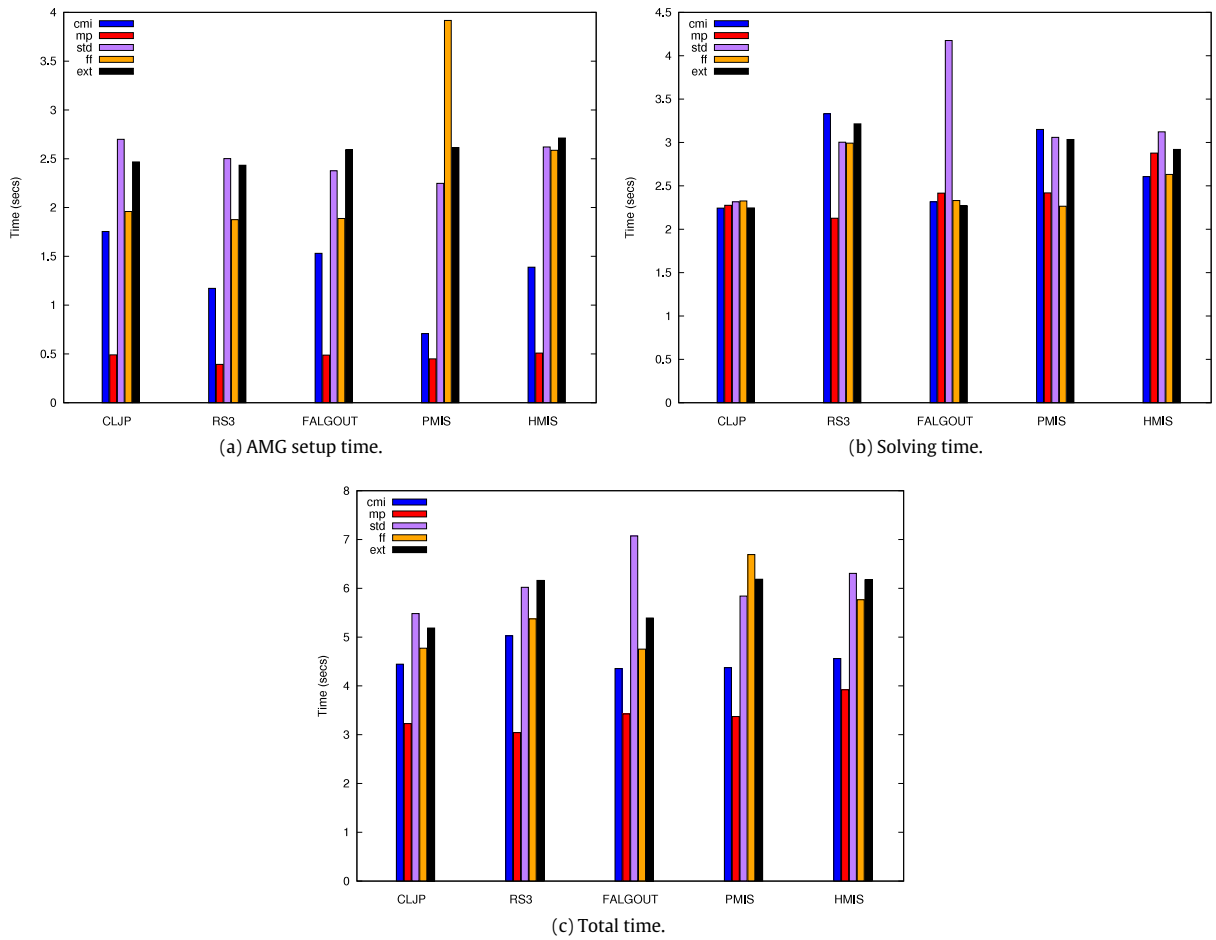 4
3.5
3
2.5
2
1.5
1
0.5
0
Time (secs)
cmi
mp
std
ff
ext
CLJP RS3 FALGOUT PMIS HMIS
(a) AMG setup time.
4.5
4
3.5
3
2.5
2
1.5
1
0.5
0
Time (secs)
cmi
mp
std
ff
ext
CLJP RS3 FALGOUT PMIS HMIS
(b) Solving time.
8
7
6
5
4
3
2
1
0
Time (secs)
cmi
mp
std
ff
ext
CLJP RS3 FALGOUT PMIS HMIS
(c) Total time.